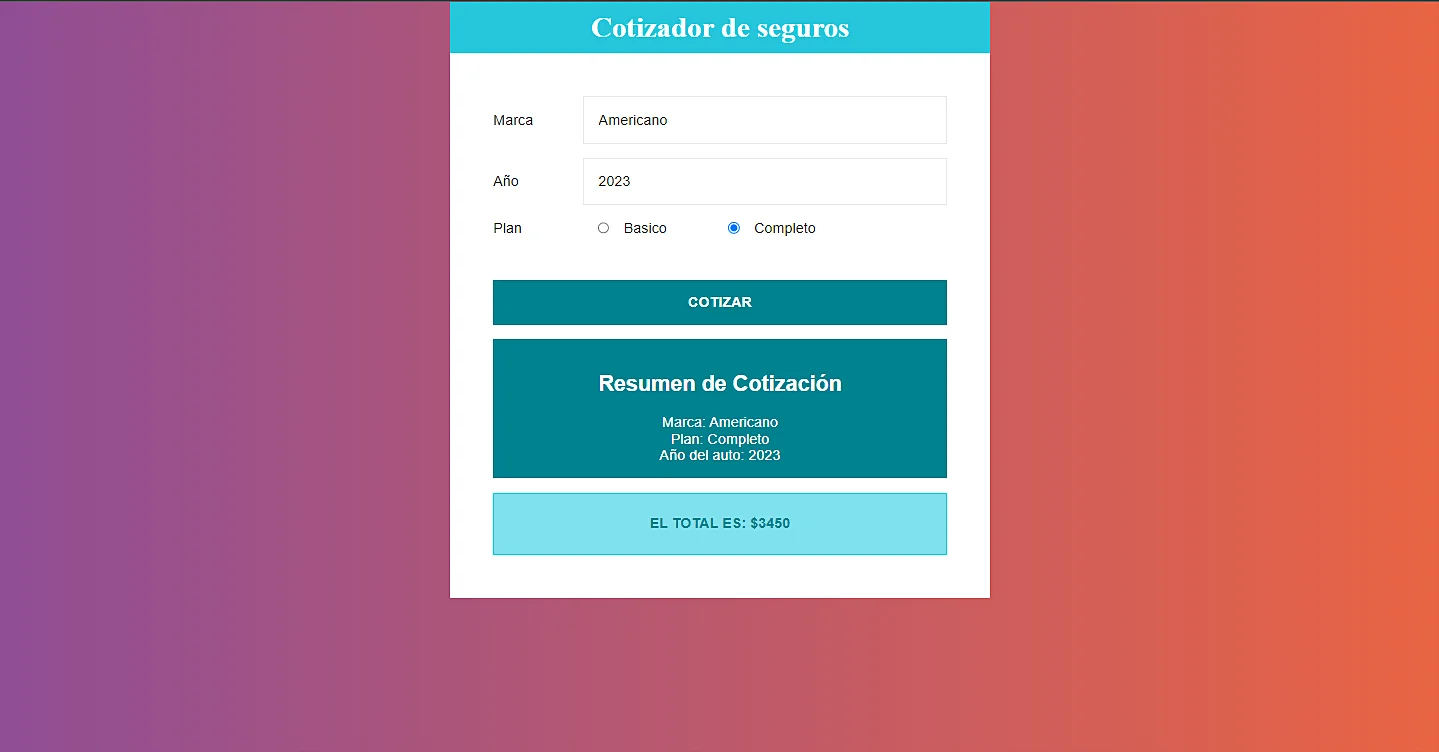 Cotizador de seguros
Marca
Americano
Año
2023
Plan
Basico
Completo
COTIZAR
Resumen de Cotización
Marca: Americano
Plan: Completo
Año del auto: 2023
EL TOTAL ES: $3450